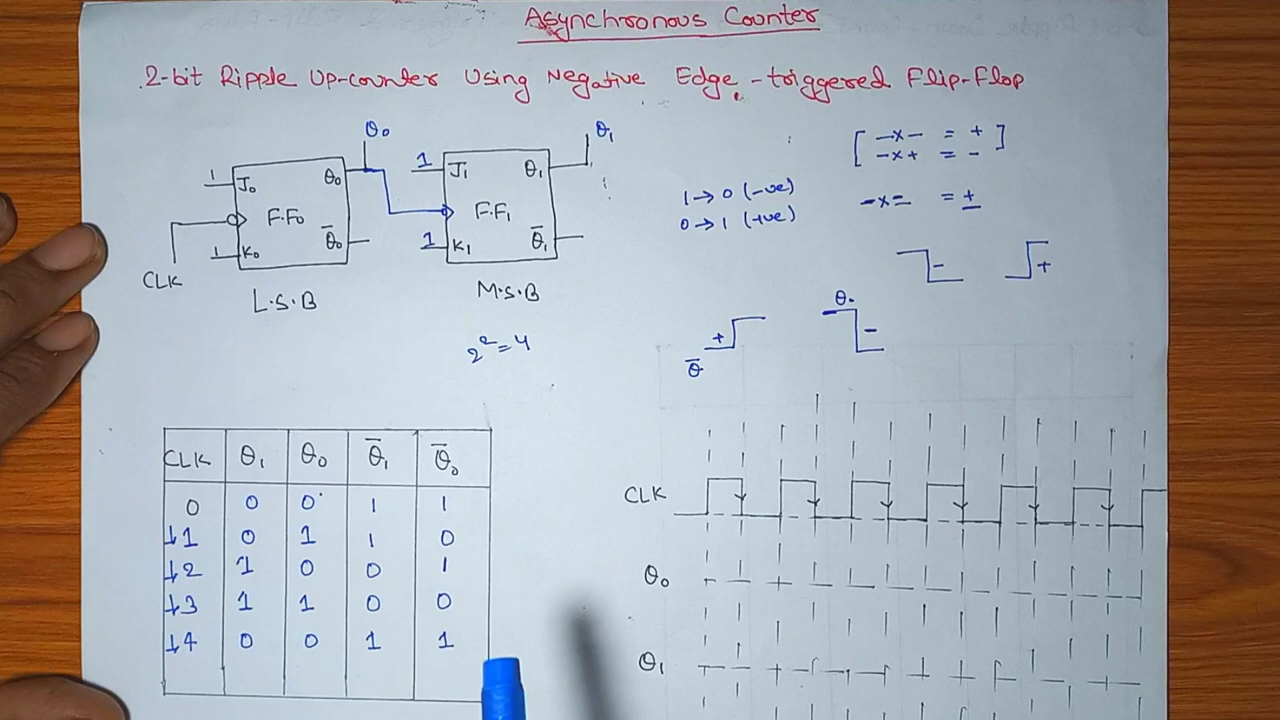 Asynchronous Counter
2-bit Ripple Up-counter Using Negative Edge-triggered Flip-Flop
Q0
Q1
1 J0 Q0
F.F0
1 K0 Q̅0
CLK
L.S.B
1 J1 Q1
F.F1
1 K1 Q̅1
M.S.B
2² = 4
[ -x- = + ]
[ -x+ = - ]
1→0 (-ve)
0→1 (+ve)
-x= = ±
- +
Q̅ +
Q. -
CLK Q1 Q0 Q̅1 Q̅0
0 0 0 1 1
↓1 0 1 1 0
↓2 1 0 0 1
↓3 1 1 0 0
↓4 0 0 1 1
CLK
Q0
Q1